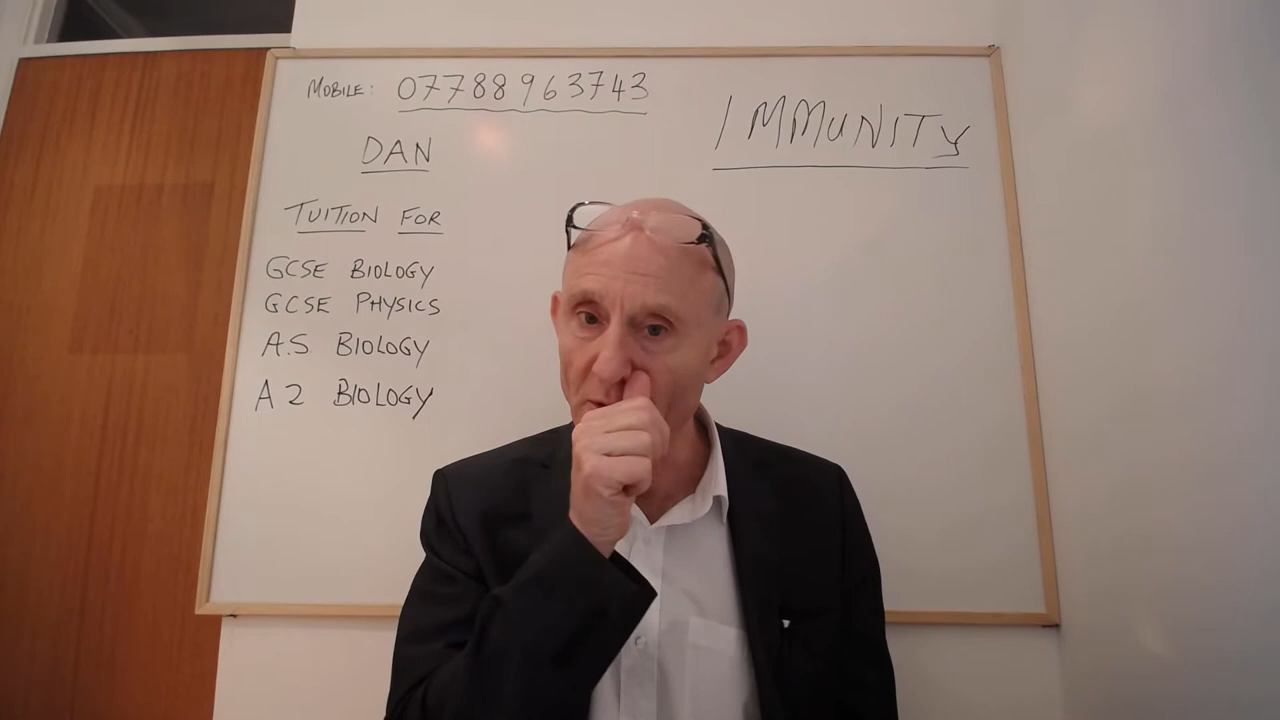 MOBILE: 07788963743
DAN
TUITION FOR
GCSE BIOLOGY
GCSE PHYSICS
A.S. BIOLOGY
A2 BIOLOGY
IMMUNITY